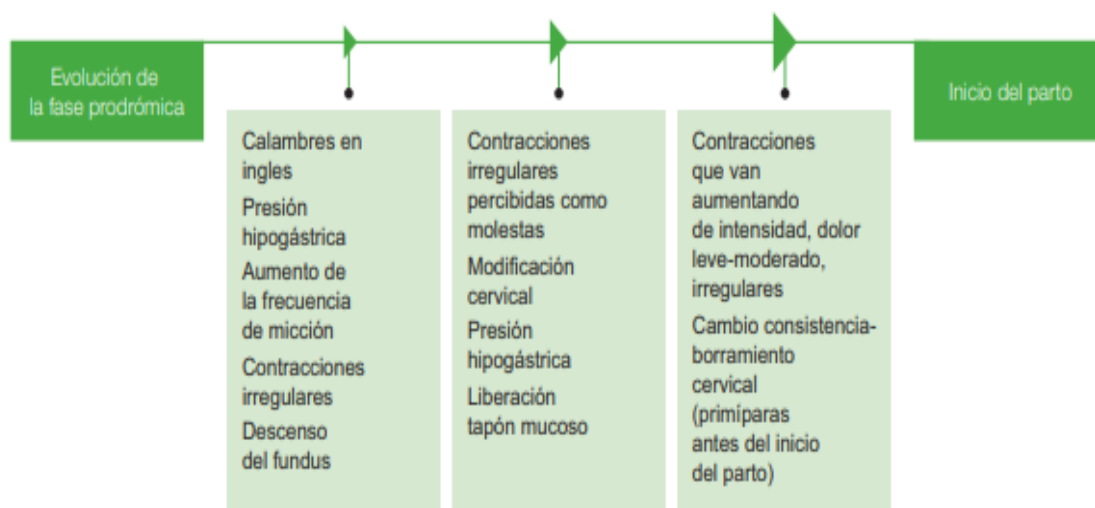 Evolución de
la fase prodrómica
Calambres en
ingles
Presión
hipogástrica
Aumento de
la frecuencia
de micción
Contracciones
irregulares
Descenso
del fundus
Contracciones
irregulares
percibidas como
molestas
Modificación
cervical
Presión
hipogástrica
Liberación
tapón mucoso
Contracciones
que van
aumentando
de intensidad, dolor
leve-moderado,
irregulares
Cambio consistencia-
borramiento
cervical
(primíparas
antes del inicio
del parto)
Inicio del parto